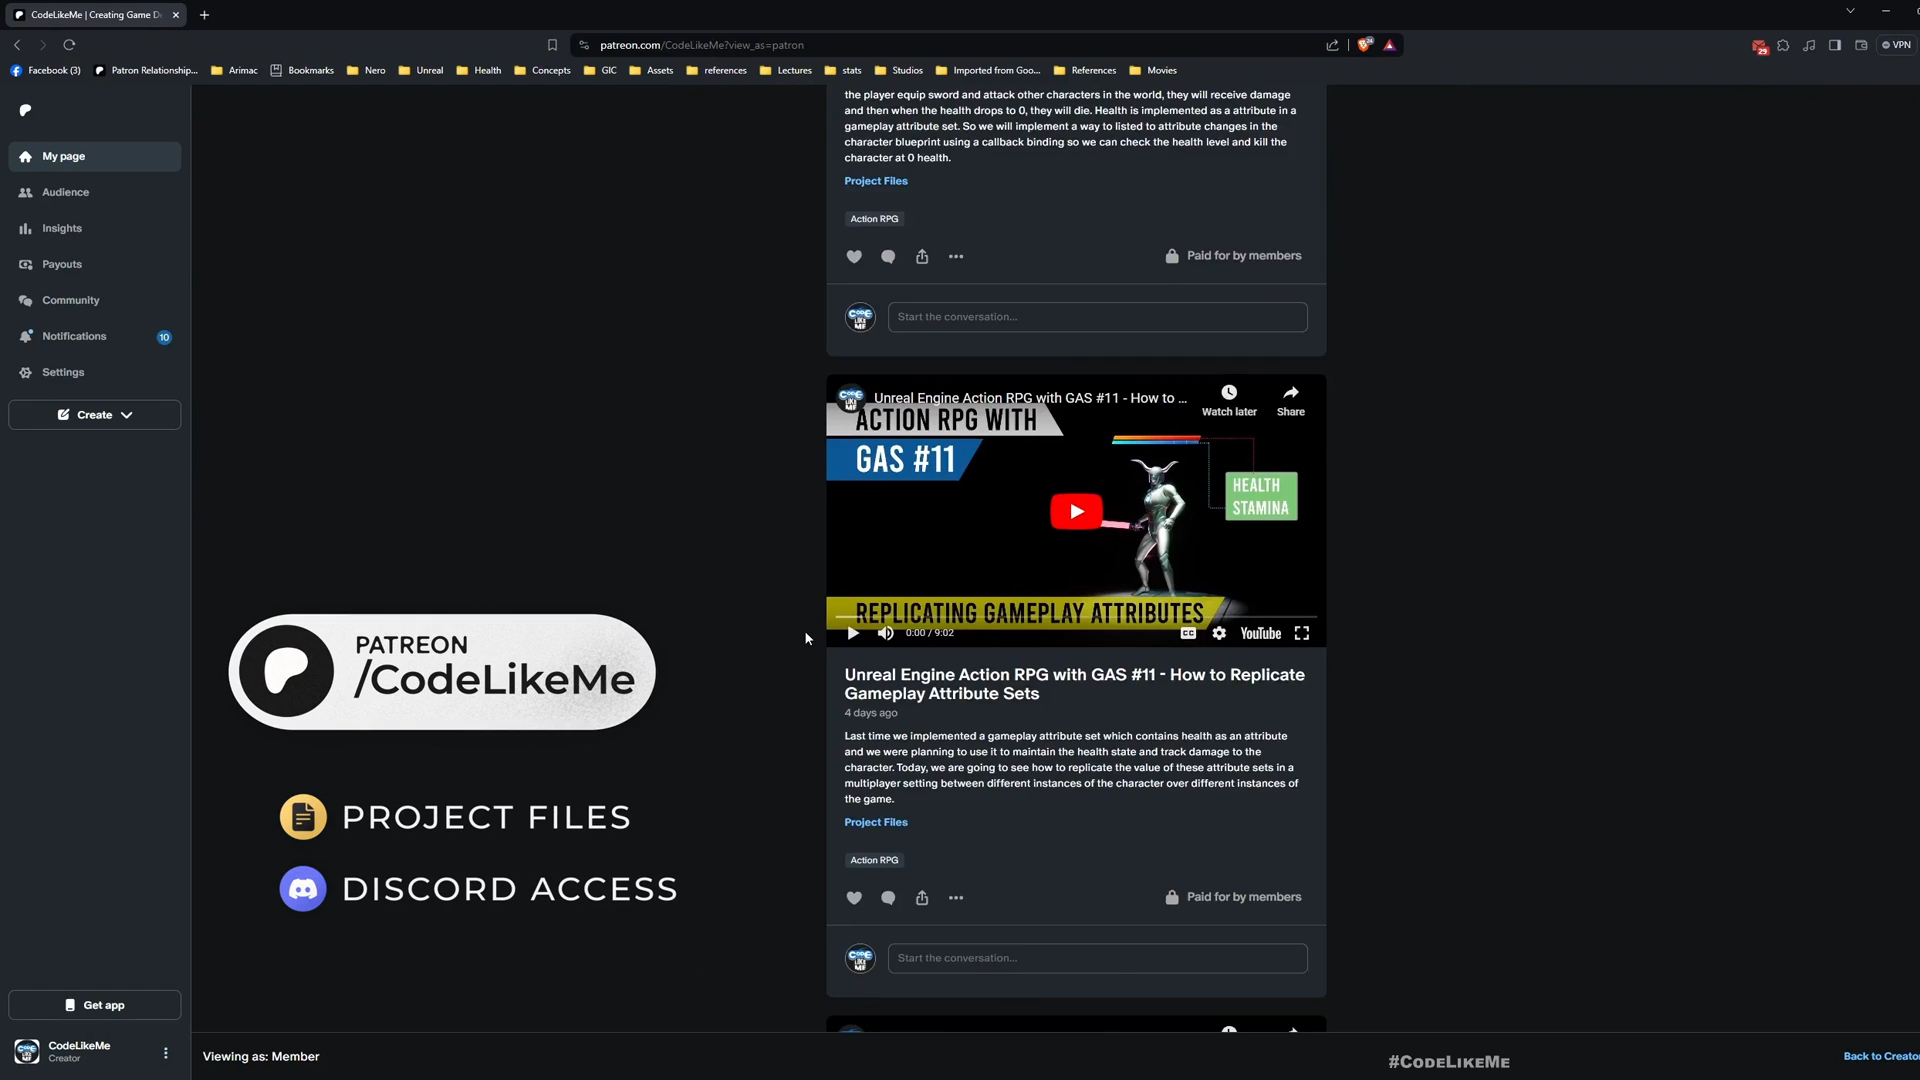 CodeLikeMe | Creating Game D
patreon.com/CodeLikeMe?view_as=patron
24
29
VPN
Facebook (3)
Patron Relationship...
Arimac
Bookmarks
Nero
Unreal
Health
Concepts
GIC
Assets
references
Lectures
stats
Studios
Imported from Goo...
References
Movies
My page
Audience
Insights
Payouts
Community
Notifications
10
Settings
Create
Get app
CodeLikeMe
Creator
the player equip sword and attack other characters in the world, they will receive damage
and then when the health drops to 0, they will die. Health is implemented as a attribute in a
gameplay attribute set. So we will implement a way to listed to attribute changes in the
character blueprint using a callback binding so we can check the health level and kill the
character at 0 health.
Project Files
Action RPG
Paid for by members
CODE
LIKE
ME
Start the conversation...
Unreal Engine Action RPG with GAS #11 - How to ...
Watch later
Share
ACTION RPG WITH
GAS #11
HEALTH
STAMINA
REPLICATING GAMEPLAY ATTRIBUTES
0:00 / 9:02
CC
YouTube
Unreal Engine Action RPG with GAS #11 - How to Replicate
Gameplay Attribute Sets
4 days ago
Last time we implemented a gameplay attribute set which contains health as an attribute
and we were planning to use it to maintain the health state and track damage to the
character. Today, we are going to see how to replicate the value of these attribute sets in a
multiplayer setting between different instances of the character over different instances of
the game.
Project Files
Action RPG
Paid for by members
CODE
LIKE
ME
Start the conversation...
PATREON
/CodeLikeMe
PROJECT FILES
DISCORD ACCESS
Viewing as: Member
#CodeLikeMe
Back to Creato